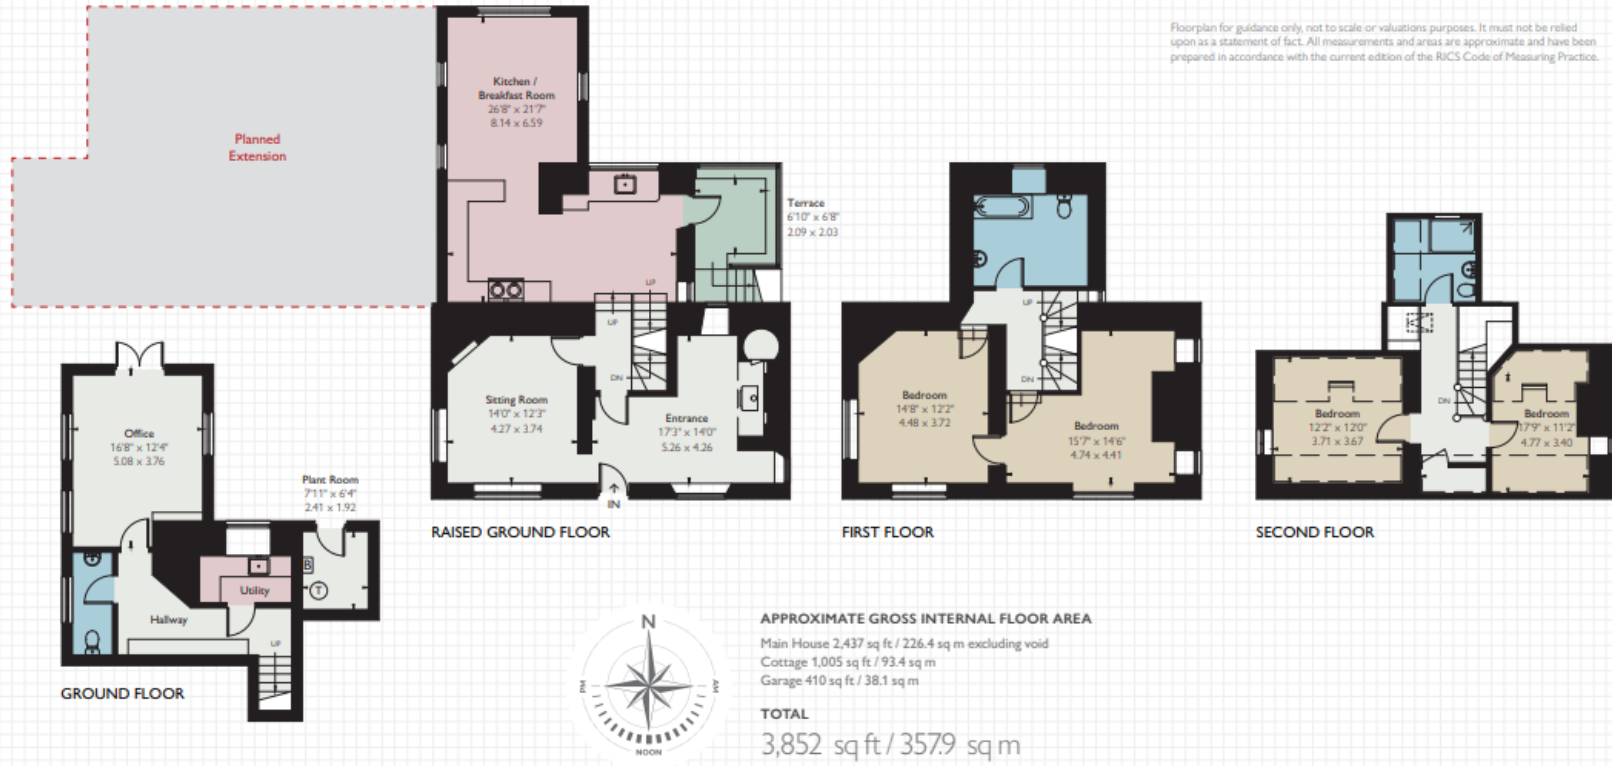 Floorplan for guidance only, not to scale or valuations purposes. It must not be relied
upon as a statement of fact. All measurements and areas are approximate and have been
prepared in accordance with the current edition of the RICS Code of Measuring Practice.
Planned
Extension
Kitchen /
Breakfast Room
26'8" x 21'7"
8.14 x 6.59
Terrace
6'10" x 6'8"
2.09 x 2.03
UP
UP
DN
Sitting Room
14'0" x 12'3"
4.27 x 3.74
Entrance
17'3" x 14'0"
5.26 x 4.26
IN
RAISED GROUND FLOOR
UP
DN
Bedroom
14'8" x 12'2"
4.48 x 3.72
Bedroom
15'7" x 14'6"
4.74 x 4.41
FIRST FLOOR
DN
Bedroom
12'2" x 12'0"
3.71 x 3.67
Bedroom
17'9" x 11'2"
4.77 x 3.40
SECOND FLOOR
Office
16'8" x 12'4"
5.08 x 3.76
Plant Room
7'11" x 6'4"
2.41 x 1.92
B
T
Utility
Hallway
UP
GROUND FLOOR
N
PM
AM
NOON
APPROXIMATE GROSS INTERNAL FLOOR AREA
Main House 2,437 sq ft / 226.4 sq m excluding void
Cottage 1,005 sq ft / 93.4 sq m
Garage 410 sq ft / 38.1 sq m
TOTAL
3,852 sq ft / 357.9 sq m